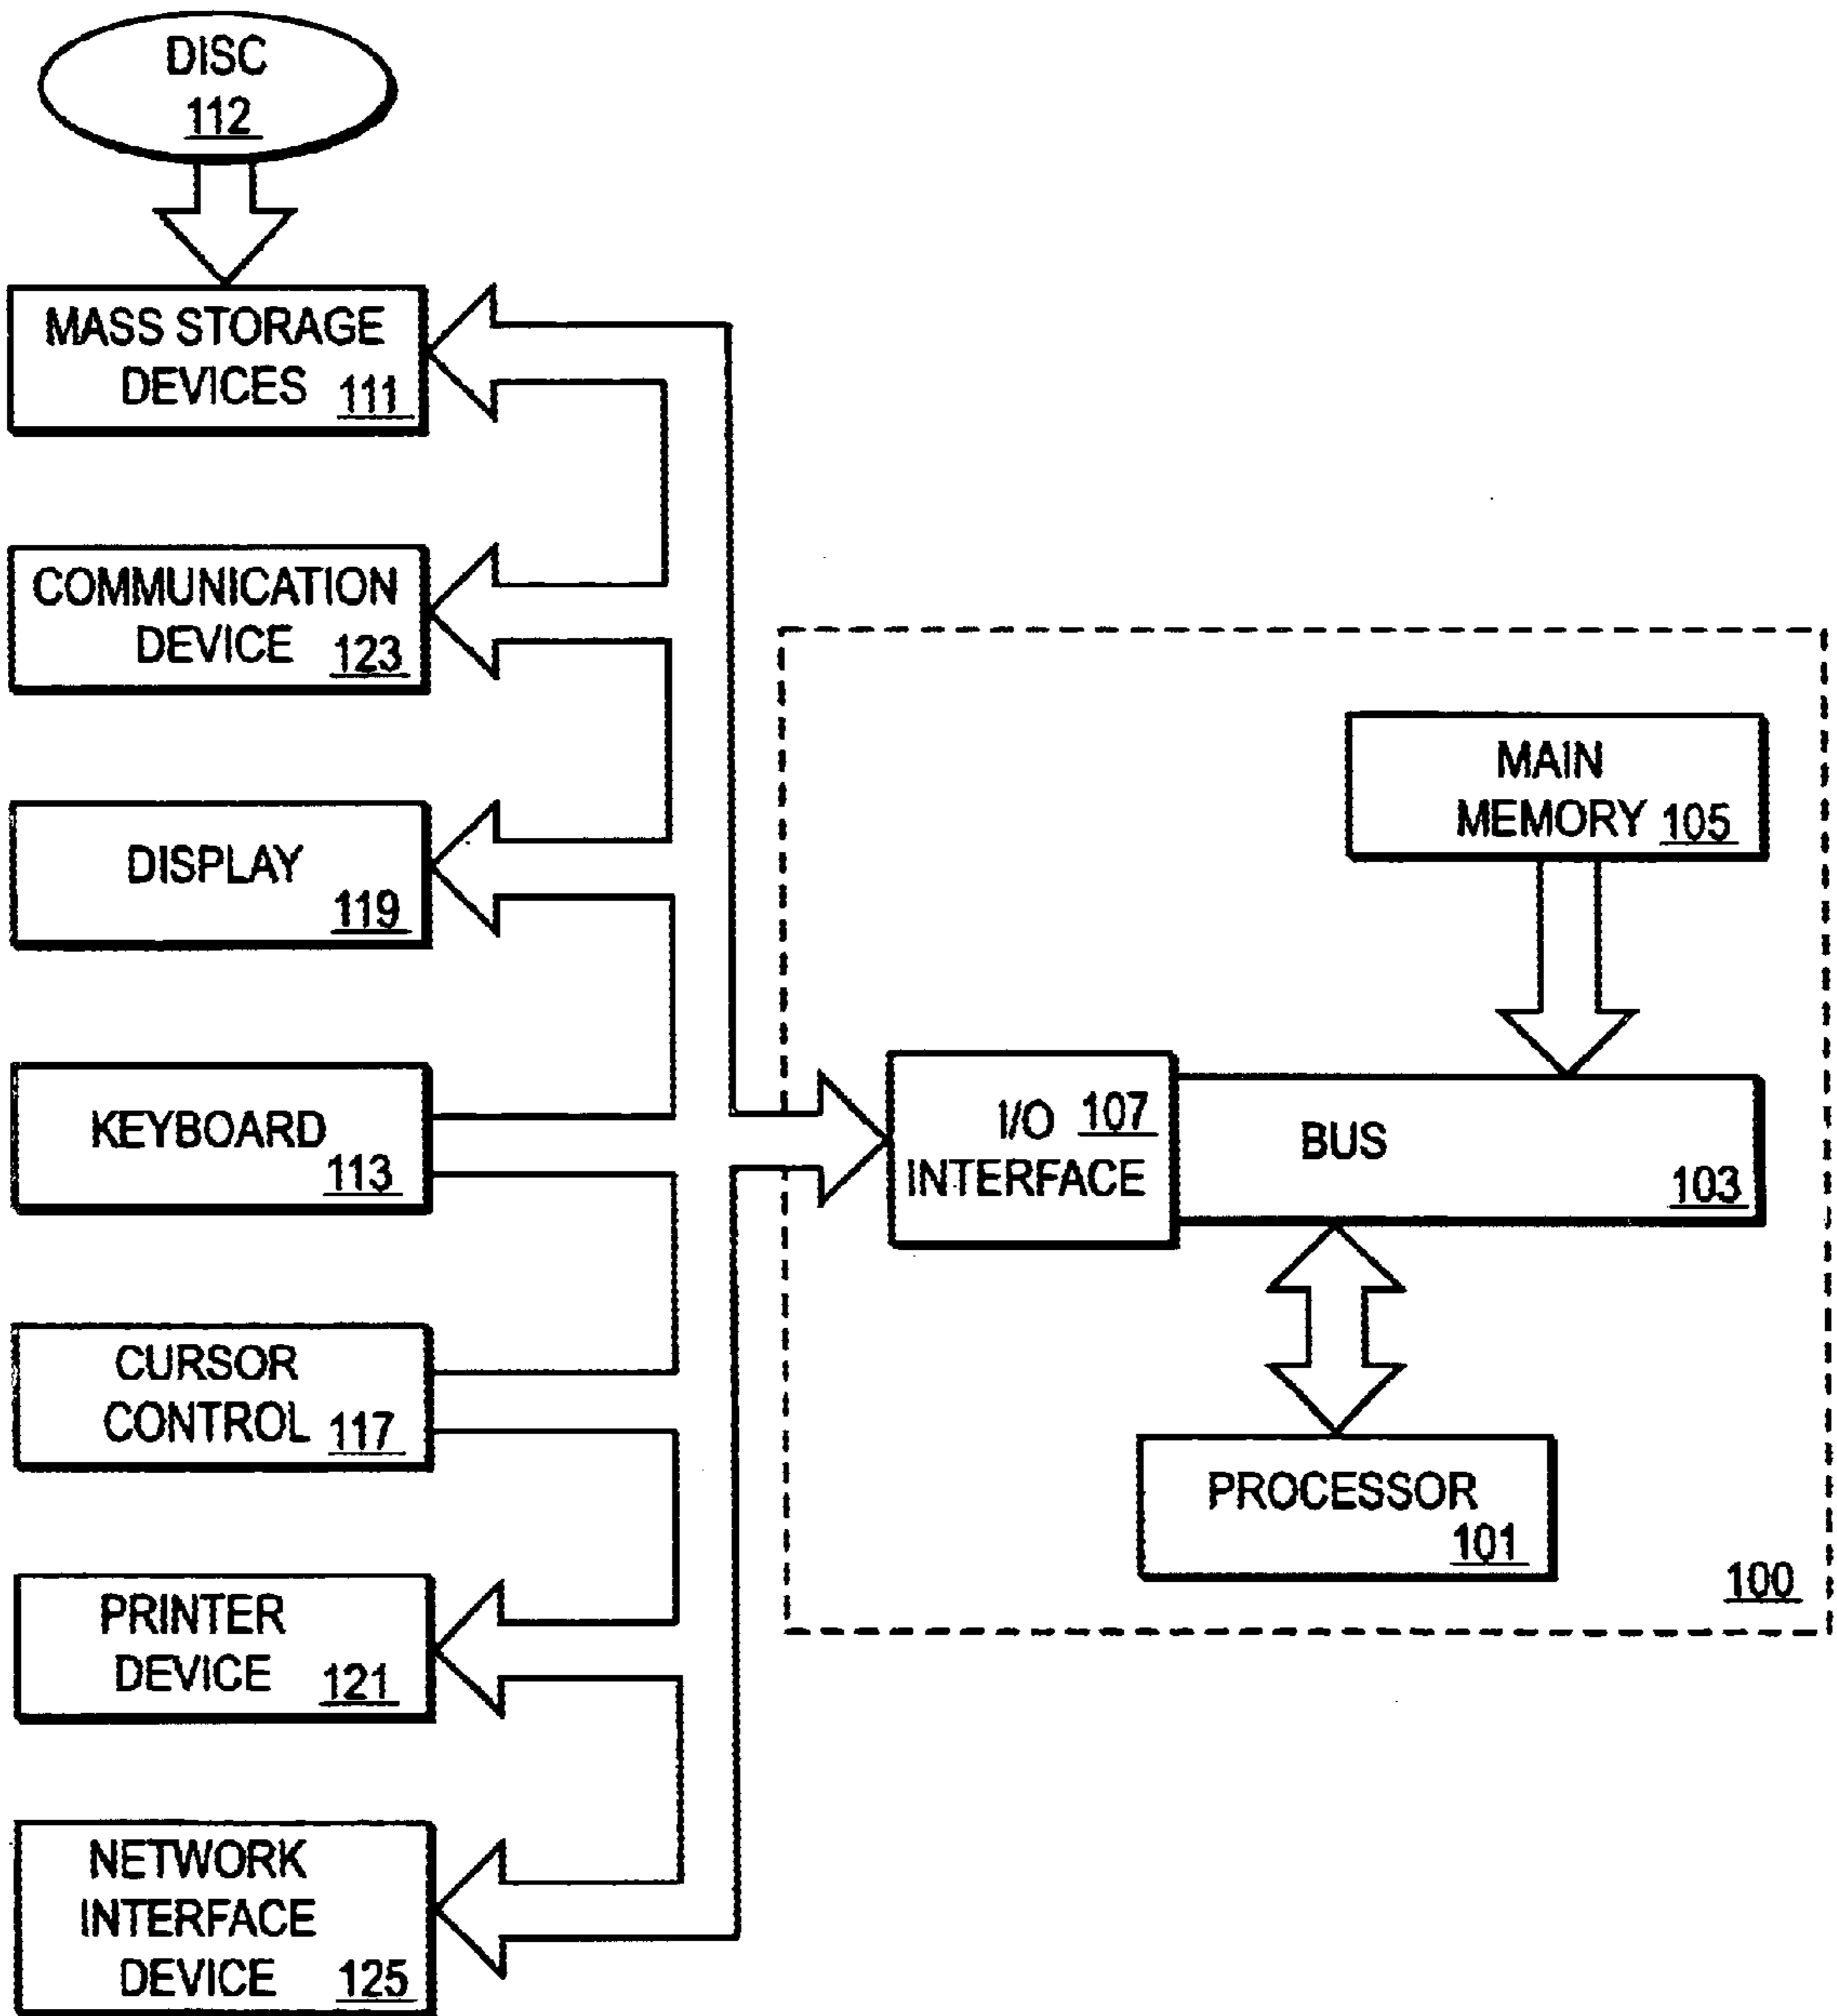 DISC
112
MASS STORAGE
DEVICES 111
COMMUNICATION
DEVICE 123
DISPLAY
119
KEYBOARD
113
CURSOR
CONTROL 117
PRINTER
DEVICE 121
NETWORK
INTERFACE
DEVICE 125
MAIN
MEMORY 105
I/O 107
INTERFACE
BUS
103
PROCESSOR
101
100